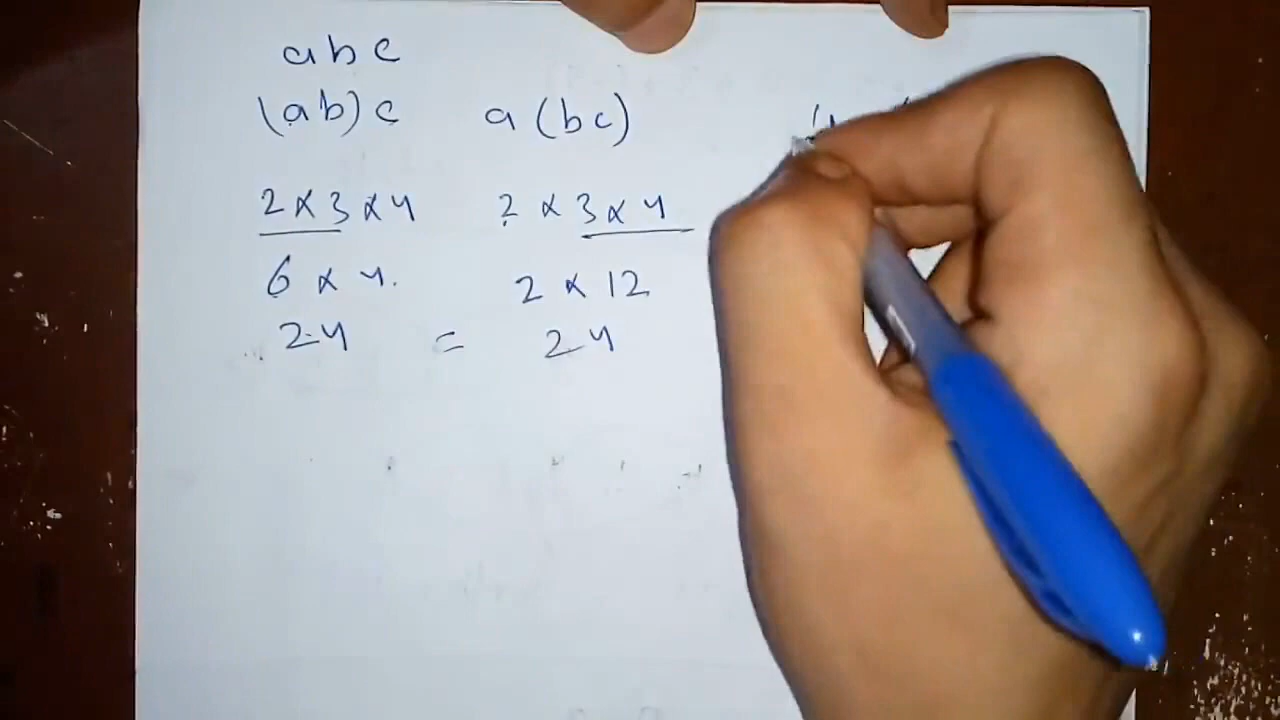 abc
(ab)c a(bc)
2×3×4 2×3×4
6×4. 2×12
24 = 24